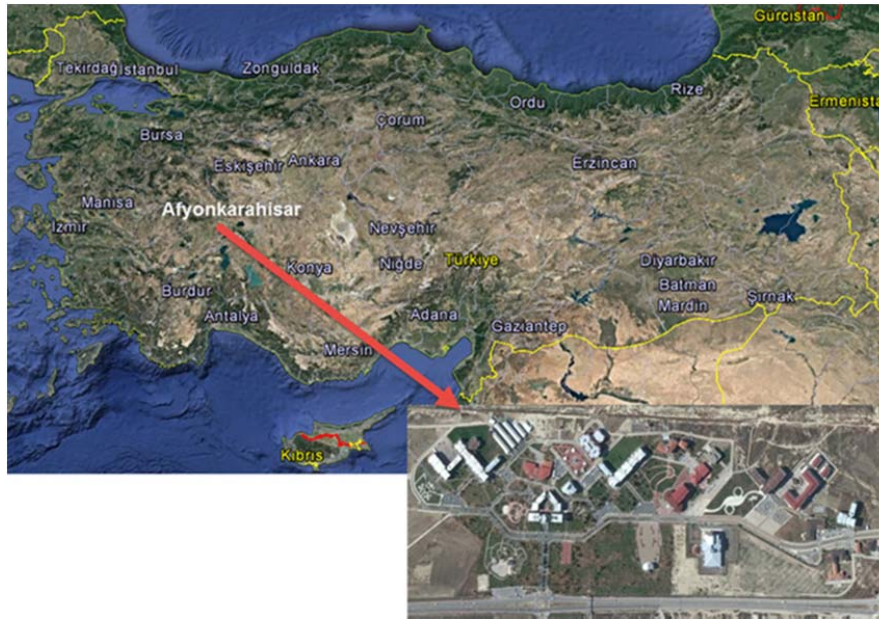 Gürcistan
Tekirdağ İstanbul
Zonguldak
Rize
Ordu
Ermenista
Çorum
Bursa
Eskişehir Ankara
Erzincan
Manisa
Afyonkarahisar
İzmir
Nevşehir
Konya
Niğde
Türkiye
Diyarbakır
Batman
Burdur
Mardin
Şırnak
Antalya
Adana
Gaziantep
Mersin
Kıbrıs